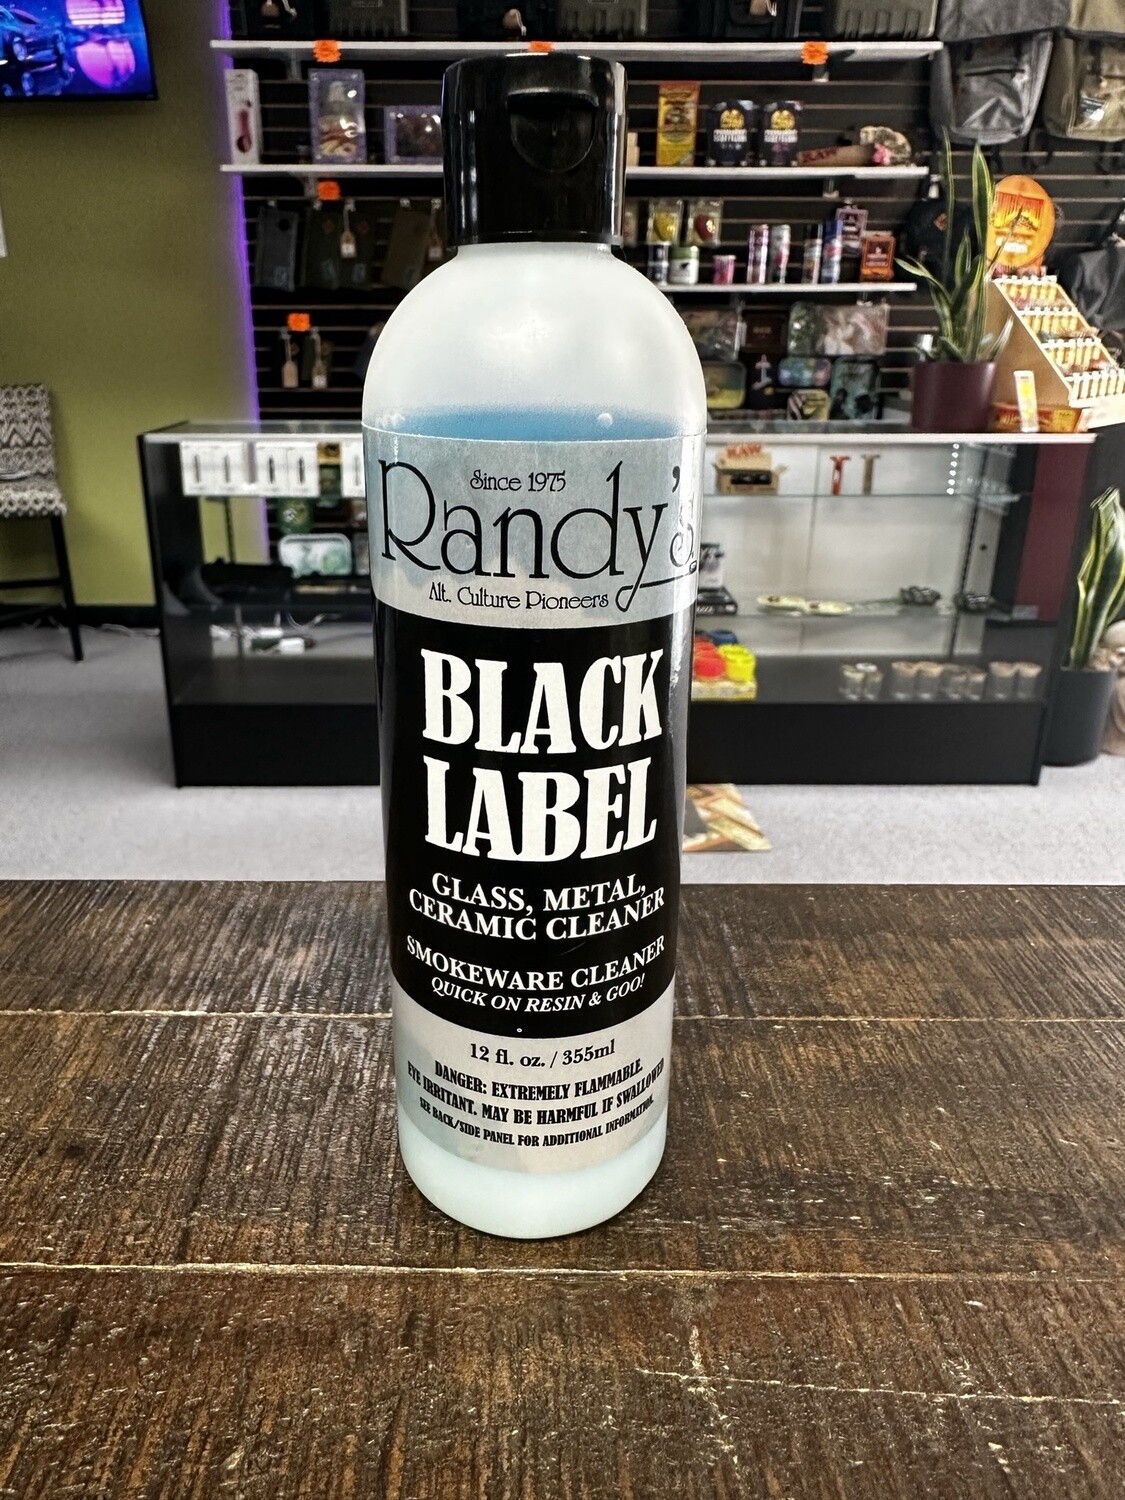 Since 1975
Randy's
Alt. Culture Pioneers
BLACK
LABEL
GLASS, METAL,
CERAMIC CLEANER
SMOKEWARE CLEANER
QUICK ON RESIN & GOO!
12 fl. oz. / 355ml
DANGER: EXTREMELY FLAMMABLE.
EYE IRRITANT. MAY BE HARMFUL IF SWALLOWED
SEE BACK/SIDE PANEL FOR ADDITIONAL INFORMATION.
RAW
RAW